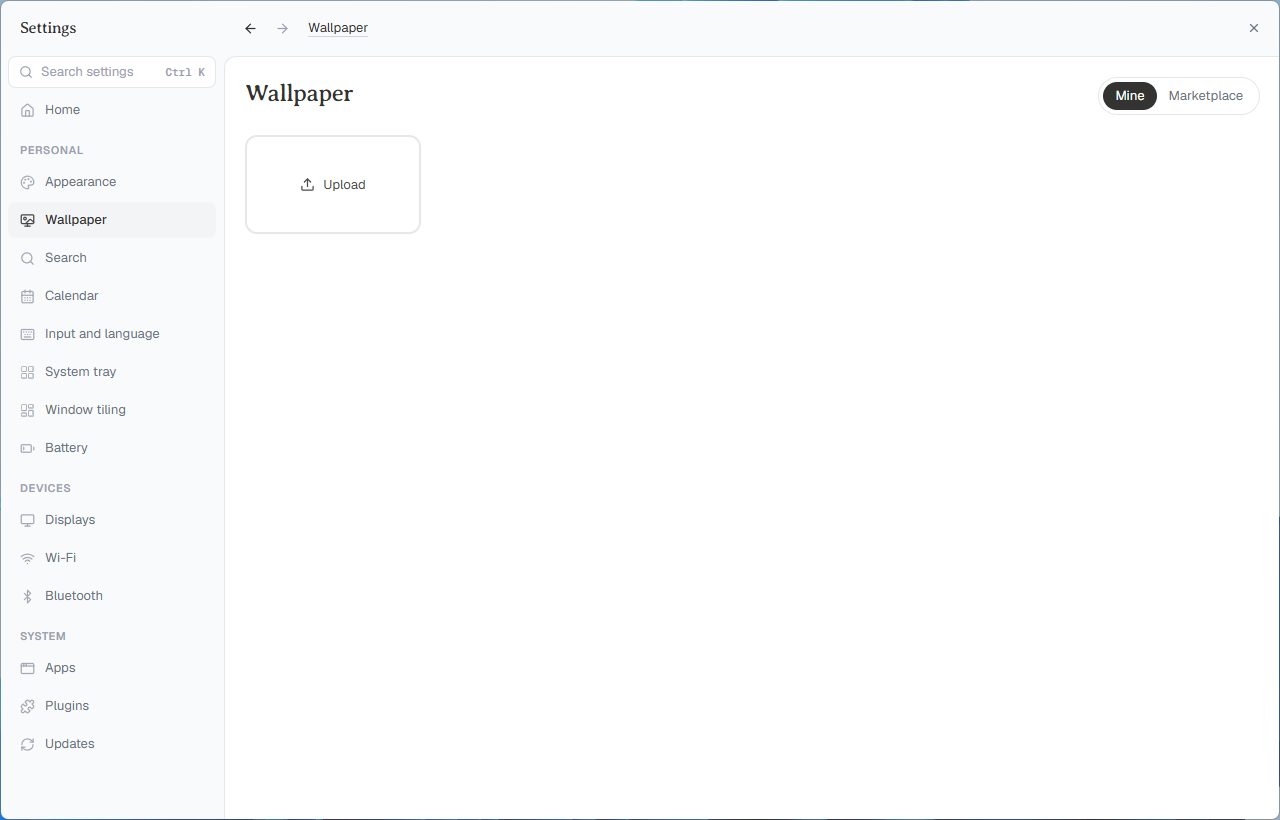 Settings
Wallpaper
Search settings Ctrl K
Home
PERSONAL
Appearance
Wallpaper
Search
Calendar
Input and language
System tray
Window tiling
Battery
DEVICES
Displays
Wi-Fi
Bluetooth
SYSTEM
Apps
Plugins
Updates
Wallpaper
Mine Marketplace
Upload